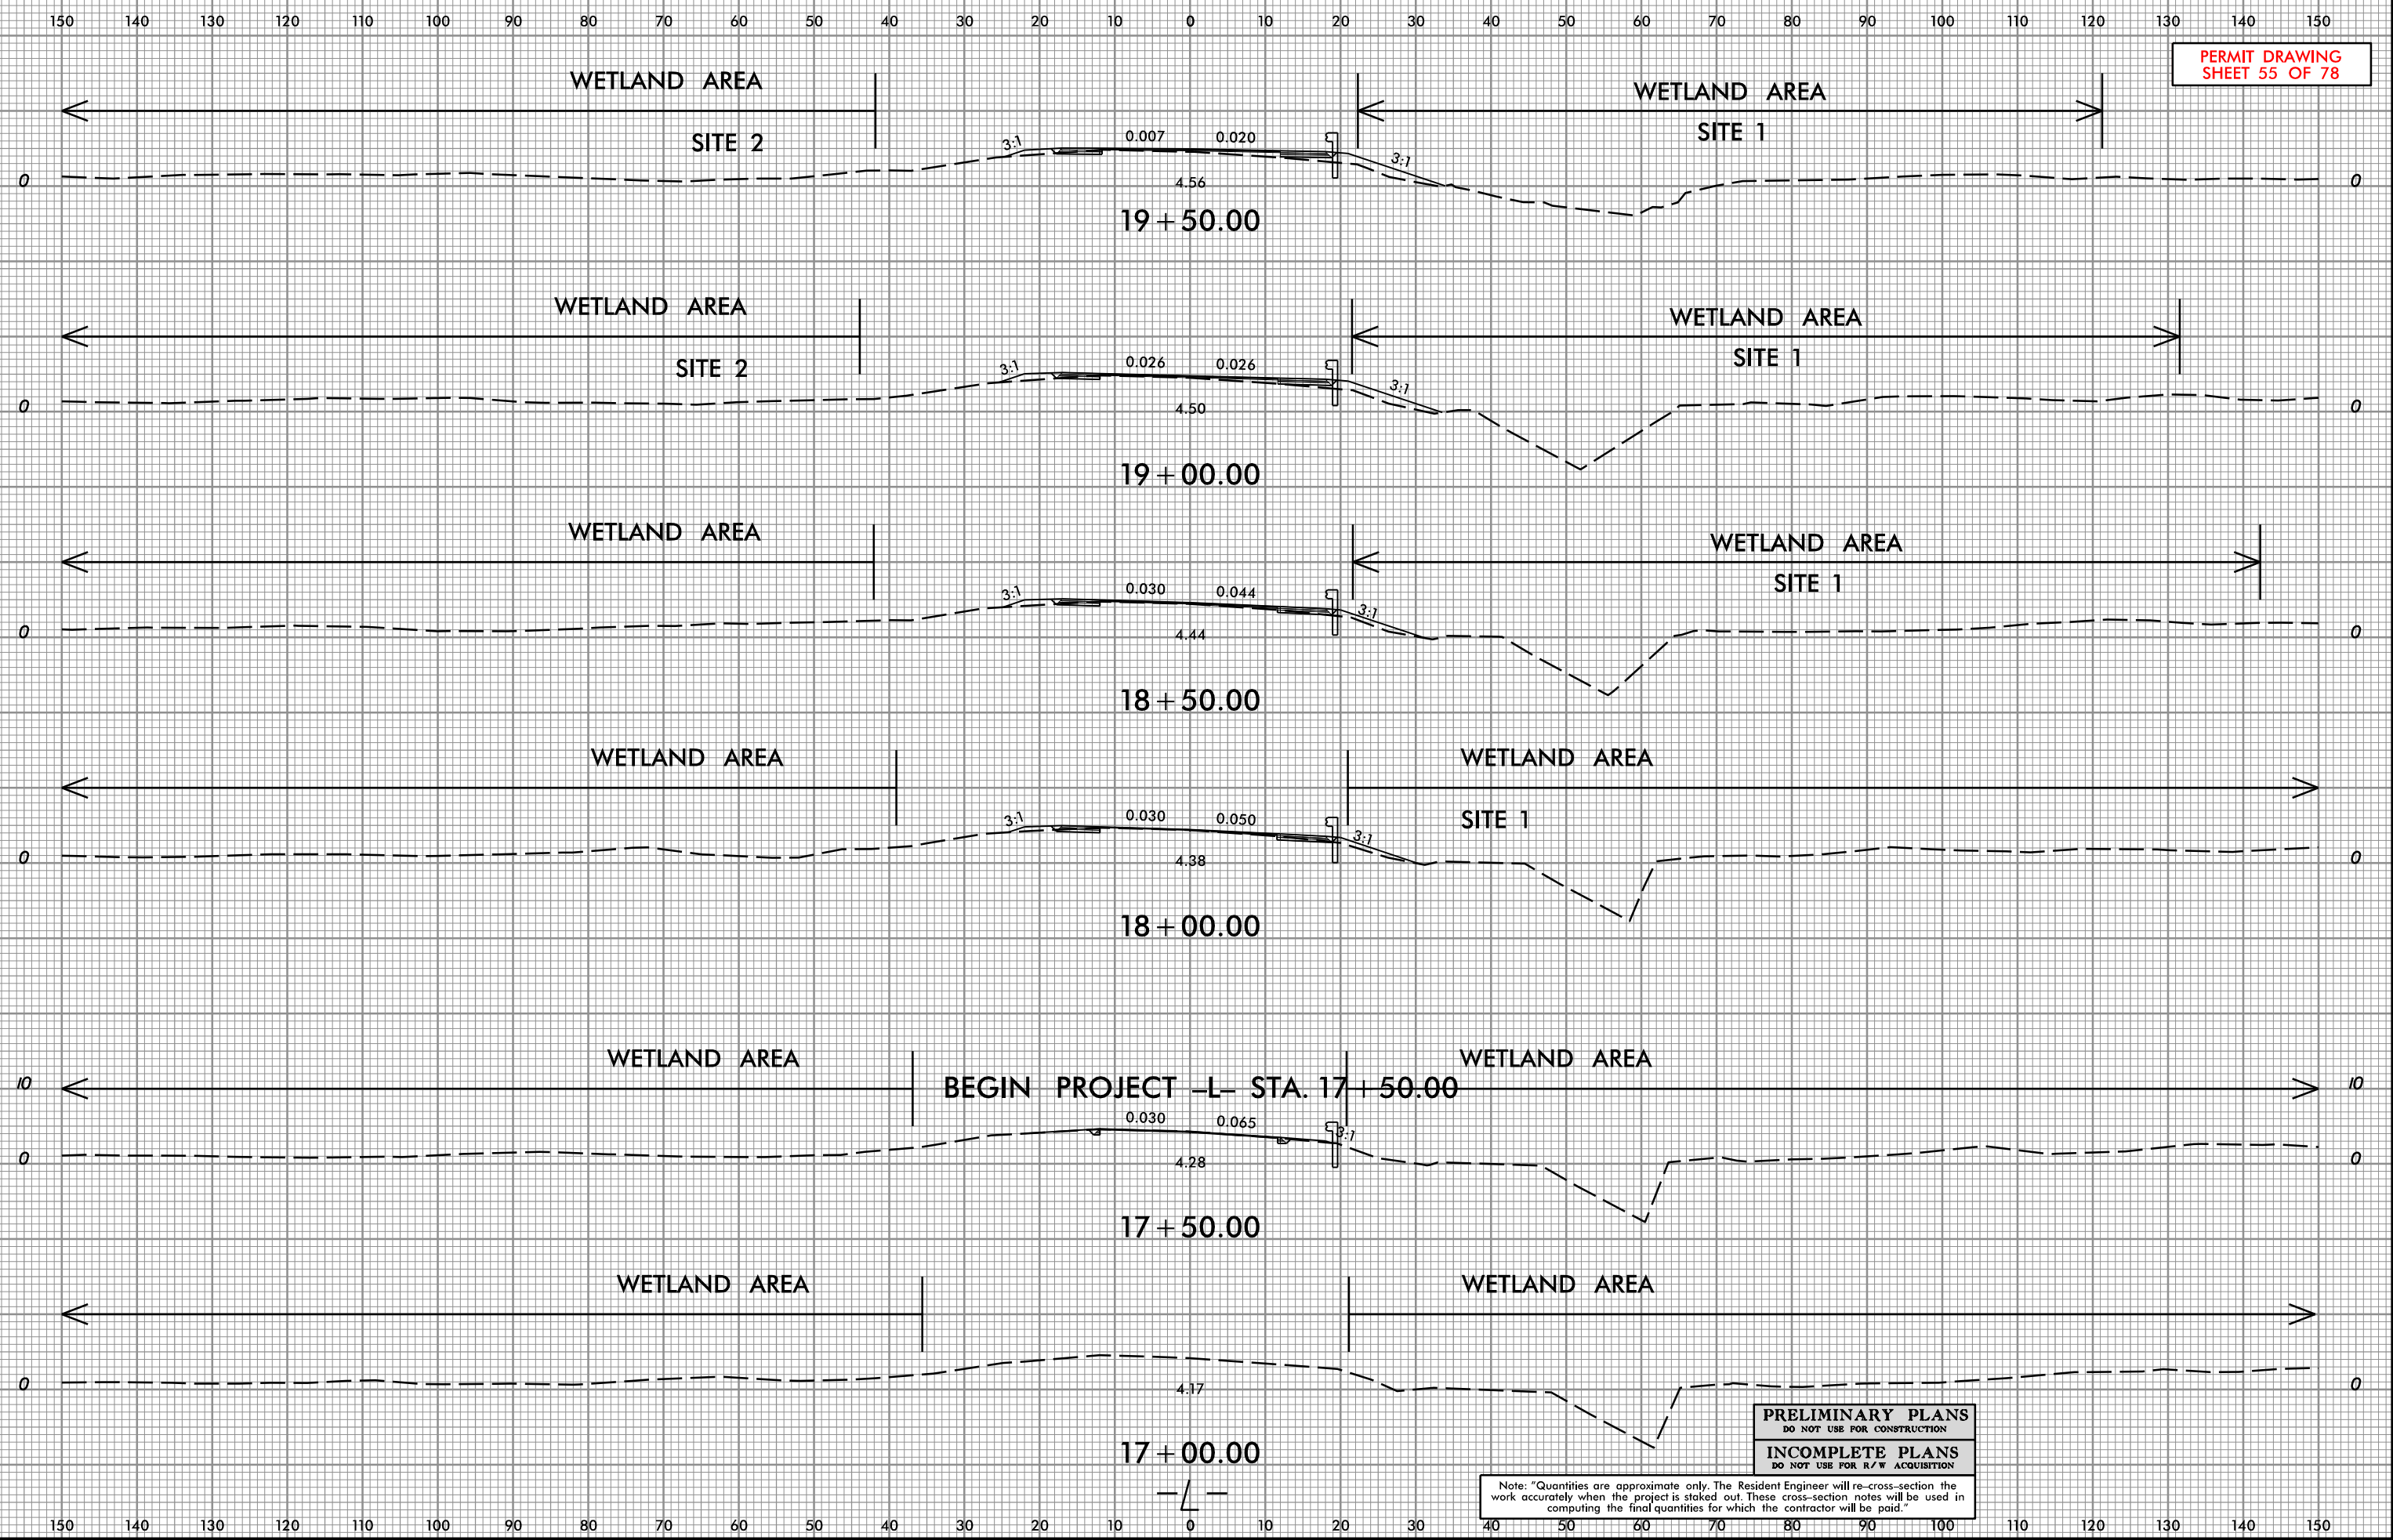 150 140 130 120 110 100 90 80 70 60 50 40 30 20 10 0 10 20 30 40 50 60 70 80 90 100 110 120 130 140 150
PERMIT DRAWING
SHEET 55 OF 78
WETLAND AREA
WETLAND AREA
SITE 2
SITE 1
3:1 0.007 0.020 3:1
0 4.56 0
19+50.00
WETLAND AREA
WETLAND AREA
SITE 2
SITE 1
3:1 0.026 0.026 3:1
0 4.50 0
19+00.00
WETLAND AREA
WETLAND AREA
SITE 1
3:1 0.030 0.044 3:1
0 4.44 0
18+50.00
WETLAND AREA WETLAND AREA
SITE 1
3:1 0.030 0.050 3:1
0 4.38 0
18+00.00
WETLAND AREA WETLAND AREA
10 BEGIN PROJECT -L- STA. 17+50.00 10
0.030 0.065 3:1
0 4.28 0
17+50.00
WETLAND AREA WETLAND AREA
0 4.17 0
17+00.00
-L-
PRELIMINARY PLANS
DO NOT USE FOR CONSTRUCTION
INCOMPLETE PLANS
DO NOT USE FOR R/W ACQUISITION
Note: "Quantities are approximate only. The Resident Engineer will re-cross-section the
work accurately when the project is staked out. These cross-section notes will be used in
computing the final quantities for which the contractor will be paid."
150 140 130 120 110 100 90 80 70 60 50 40 30 20 10 0 10 20 30 40 50 60 70 80 90 100 110 120 130 140 150